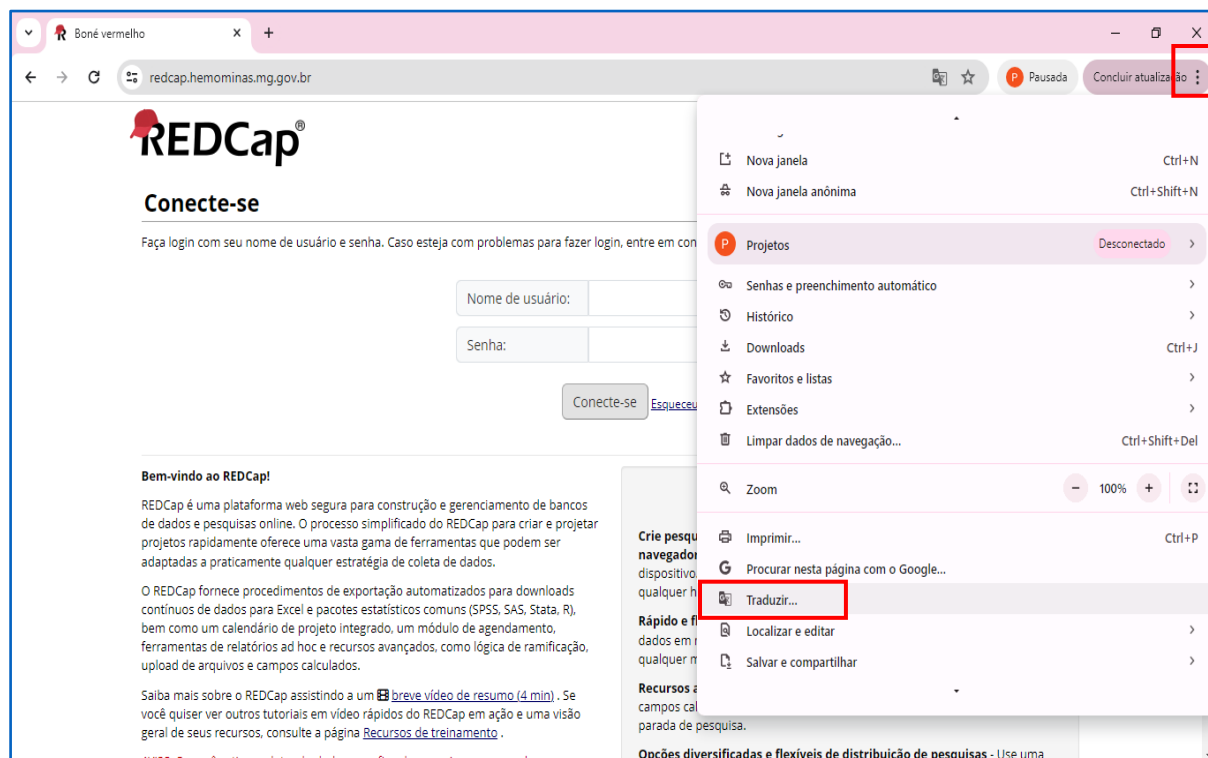 Boné vermelho
redcap.hemominas.mg.gov.br
P Pausada
Concluir atualização
REDCap®
Conecte-se
Faça login com seu nome de usuário e senha. Caso esteja com problemas para fazer login, entre em con
Nome de usuário:
Senha:
Conecte-se Esqueceu
Bem-vindo ao REDCap!
REDCap é uma plataforma web segura para construção e gerenciamento de bancos
de dados e pesquisas online. O processo simplificado do REDCap para criar e projetar
projetos rapidamente oferece uma vasta gama de ferramentas que podem ser
adaptadas a praticamente qualquer estratégia de coleta de dados.
O REDCap fornece procedimentos de exportação automatizados para downloads
contínuos de dados para Excel e pacotes estatísticos comuns (SPSS, SAS, Stata, R),
bem como um calendário de projeto integrado, um módulo de agendamento,
ferramentas de relatórios ad hoc e recursos avançados, como lógica de ramificação,
upload de arquivos e campos calculados.
Saiba mais sobre o REDCap assistindo a um breve vídeo de resumo (4 min) . Se
você quiser ver outros tutoriais em vídeo rápidos do REDCap em ação e uma visão
geral de seus recursos, consulte a página Recursos de treinamento .
Crie pesqu
navegador
dispositivo
qualquer h
Rápido e f
dados em
qualquer m
Recursos a
campos cal
parada de pesquisa.
Opções diversificadas e flexíveis de distribuição de pesquisas - Use uma
Nova janela Ctrl+N
Nova janela anônima Ctrl+Shift+N
P Projetos Desconectado
Senhas e preenchimento automático
Histórico
Downloads Ctrl+J
Favoritos e listas
Extensões
Limpar dados de navegação... Ctrl+Shift+Del
Zoom - 100% +
Imprimir... Ctrl+P
G Procurar nesta página com o Google...
Traduzir...
Localizar e editar
Salvar e compartilhar